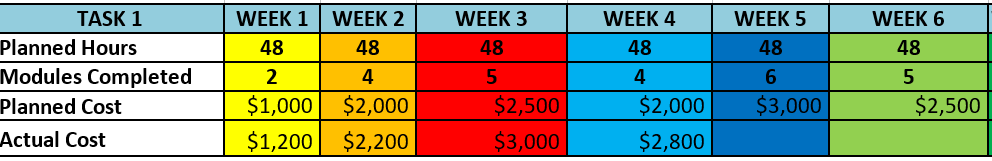 TASK 1 WEEK 1 WEEK 2 WEEK 3 WEEK 4 WEEK 5 WEEK 6
Planned Hours 48 48 48 48 48 48
Modules Completed 2 4 5 4 6 5
Planned Cost $1,000 $2,000 $2,500 $2,000 $3,000 $2,500
Actual Cost $1,200 $2,200 $3,000 $2,800